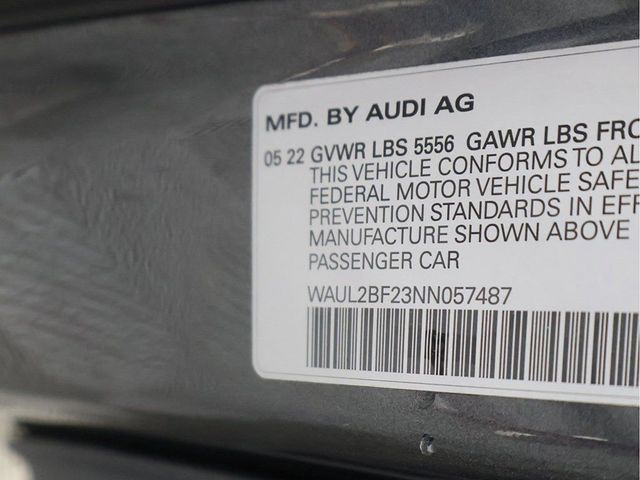 MFD. BY AUDI AG
05 22 GVWR LBS 5556 GAWR LBS FRO
THIS VEHICLE CONFORMS TO AL
FEDERAL MOTOR VEHICLE SAFE
PREVENTION STANDARDS IN EFF
MANUFACTURE SHOWN ABOVE
PASSENGER CAR
WAUL2BF23NN057487